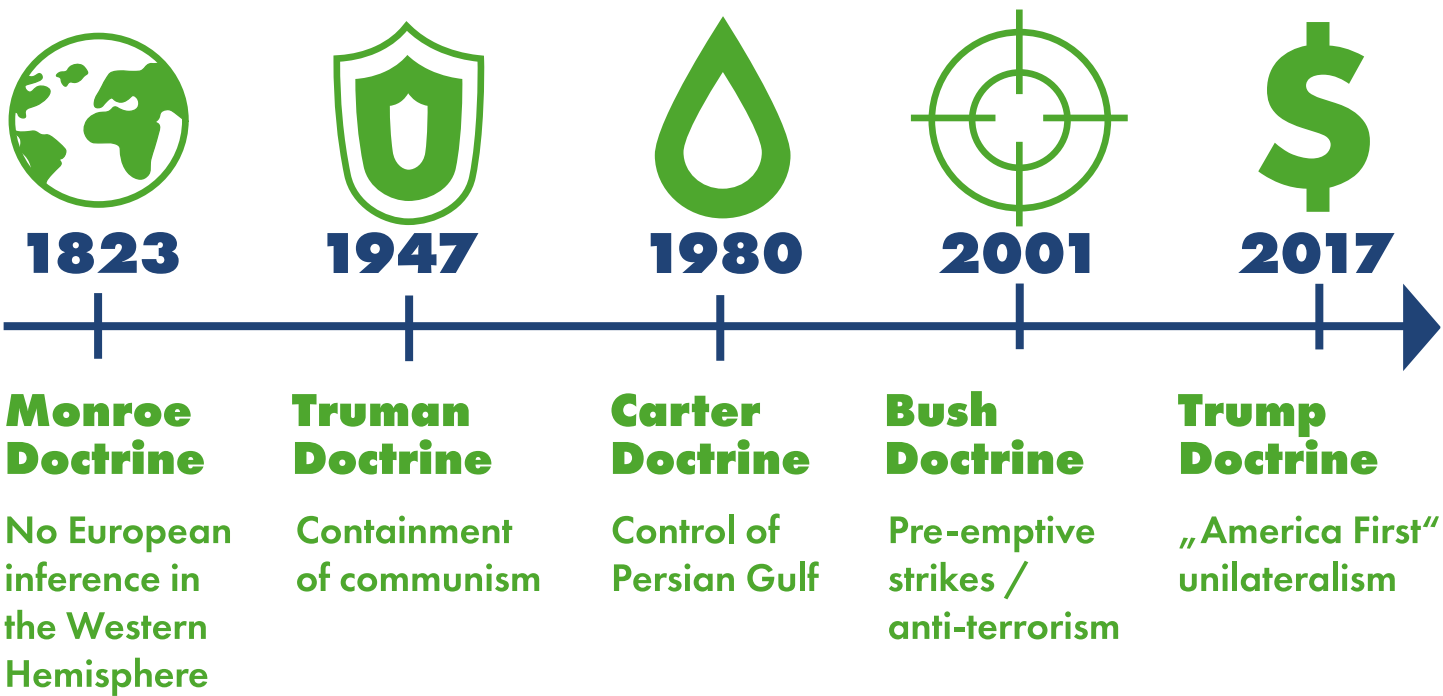 1823
1947
1980
2001
2017
Monroe
Doctrine
No European
inference in
the Western
Hemisphere
Truman
Doctrine
Containment
of communism
Carter
Doctrine
Control of
Persian Gulf
Bush
Doctrine
Pre-emptive
strikes /
anti-terrorism
Trump
Doctrine
„America First“
unilateralism